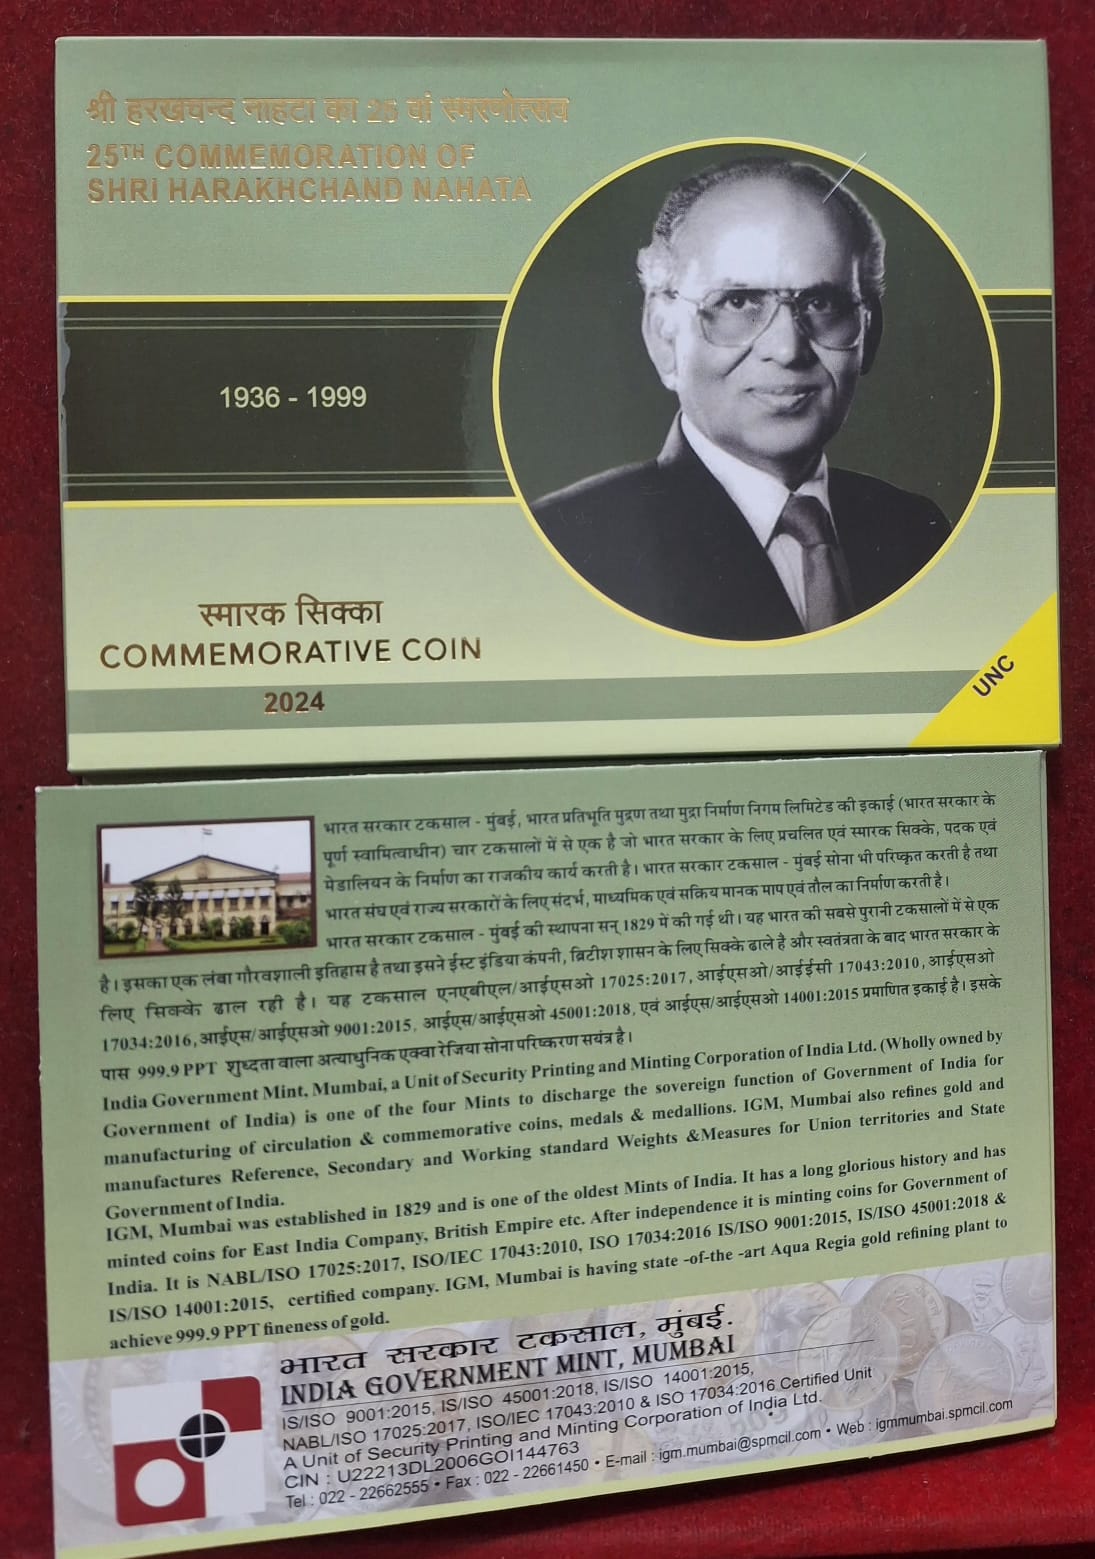 श्री हरखचन्द नाहटा का 25 वां स्मरणोत्सव
25TH COMMEMORATION OF
SHRI HARAKHCHAND NAHATA
1936 - 1999
स्मारक सिक्का
COMMEMORATIVE COIN
2024
UNC
भारत सरकार टकसाल - मुंबई, भारत प्रतिभूति मुद्रण तथा मुद्रा निर्माण निगम लिमिटेड की इकाई (भारत सरकार के
पूर्ण स्वामित्वाधीन) चार टकसालों में से एक है जो भारत सरकार के लिए प्रचलित एवं स्मारक सिक्के, पदक एवं
मेडालियन के निर्माण का राजकीय कार्य करती है। भारत सरकार टकसाल - मुंबई सोना भी परिष्कृत करती है तथा
भारत संघ एवं राज्य सरकारों के लिए संदर्भ, माध्यमिक एवं सक्रिय मानक माप एवं तौल का निर्माण करती है।
भारत सरकार टकसाल - मुंबई की स्थापना सन् 1829 में की गई थी। यह भारत की सबसे पुरानी टकसालों में से एक
है। इसका एक लंबा गौरवशाली इतिहास है तथा इसने ईस्ट इंडिया कंपनी, ब्रिटीश शासन के लिए सिक्के ढाले है और स्वतंत्रता के बाद भारत सरकार के
लिए सिक्के ढाल रही है। यह टकसाल एनएबीएल/आईएसओ 17025:2017, आईएसओ/आईईसी 17043:2010, आईएसओ
17034:2016, आईएस/आईएसओ 9001:2015, आईएस/आईएसओ 45001:2018, एवं आईएस/आईएसओ 14001:2015 प्रमाणित इकाई है। इसके
पास 999.9 PPT शुध्दता वाला अत्याधुनिक एक्वा रेजिया सोना परिष्करण सयंत्र है।
India Government Mint, Mumbai, a Unit of Security Printing and Minting Corporation of India Ltd. (Wholly owned by
Government of India) is one of the four Mints to discharge the sovereign function of Government of India for
manufacturing of circulation & commemorative coins, medals & medallions. IGM, Mumbai also refines gold and
manufactures Reference, Secondary and Working standard Weights &Measures for Union territories and State
Government of India.
IGM, Mumbai was established in 1829 and is one of the oldest Mints of India. It has a long glorious history and has
minted coins for East India Company, British Empire etc. After independence it is minting coins for Government of
India. It is NABL/ISO 17025:2017, ISO/IEC 17043:2010, ISO 17034:2016 IS/ISO 9001:2015, IS/ISO 45001:2018 &
IS/ISO 14001:2015, certified company. IGM, Mumbai is having state -of-the -art Aqua Regia gold refining plant to
achieve 999.9 PPT fineness of gold.
भारत सरकार टकसाल, मुंबई.
INDIA GOVERNMENT MINT, MUMBAI
IS/ISO 9001:2015, IS/ISO 45001:2018, IS/ISO 14001:2015,
NABL/ISO 17025:2017, ISO/IEC 17043:2010 & ISO 17034:2016 Certified Unit
A Unit of Security Printing and Minting Corporation of India Ltd.
CIN : U22213DL2006GOI144763
Tel : 022 - 22662555 • Fax : 022 - 22661450 • E-mail : igm.mumbai@spmcil.com • Web : igmmumbai.spmcil.com